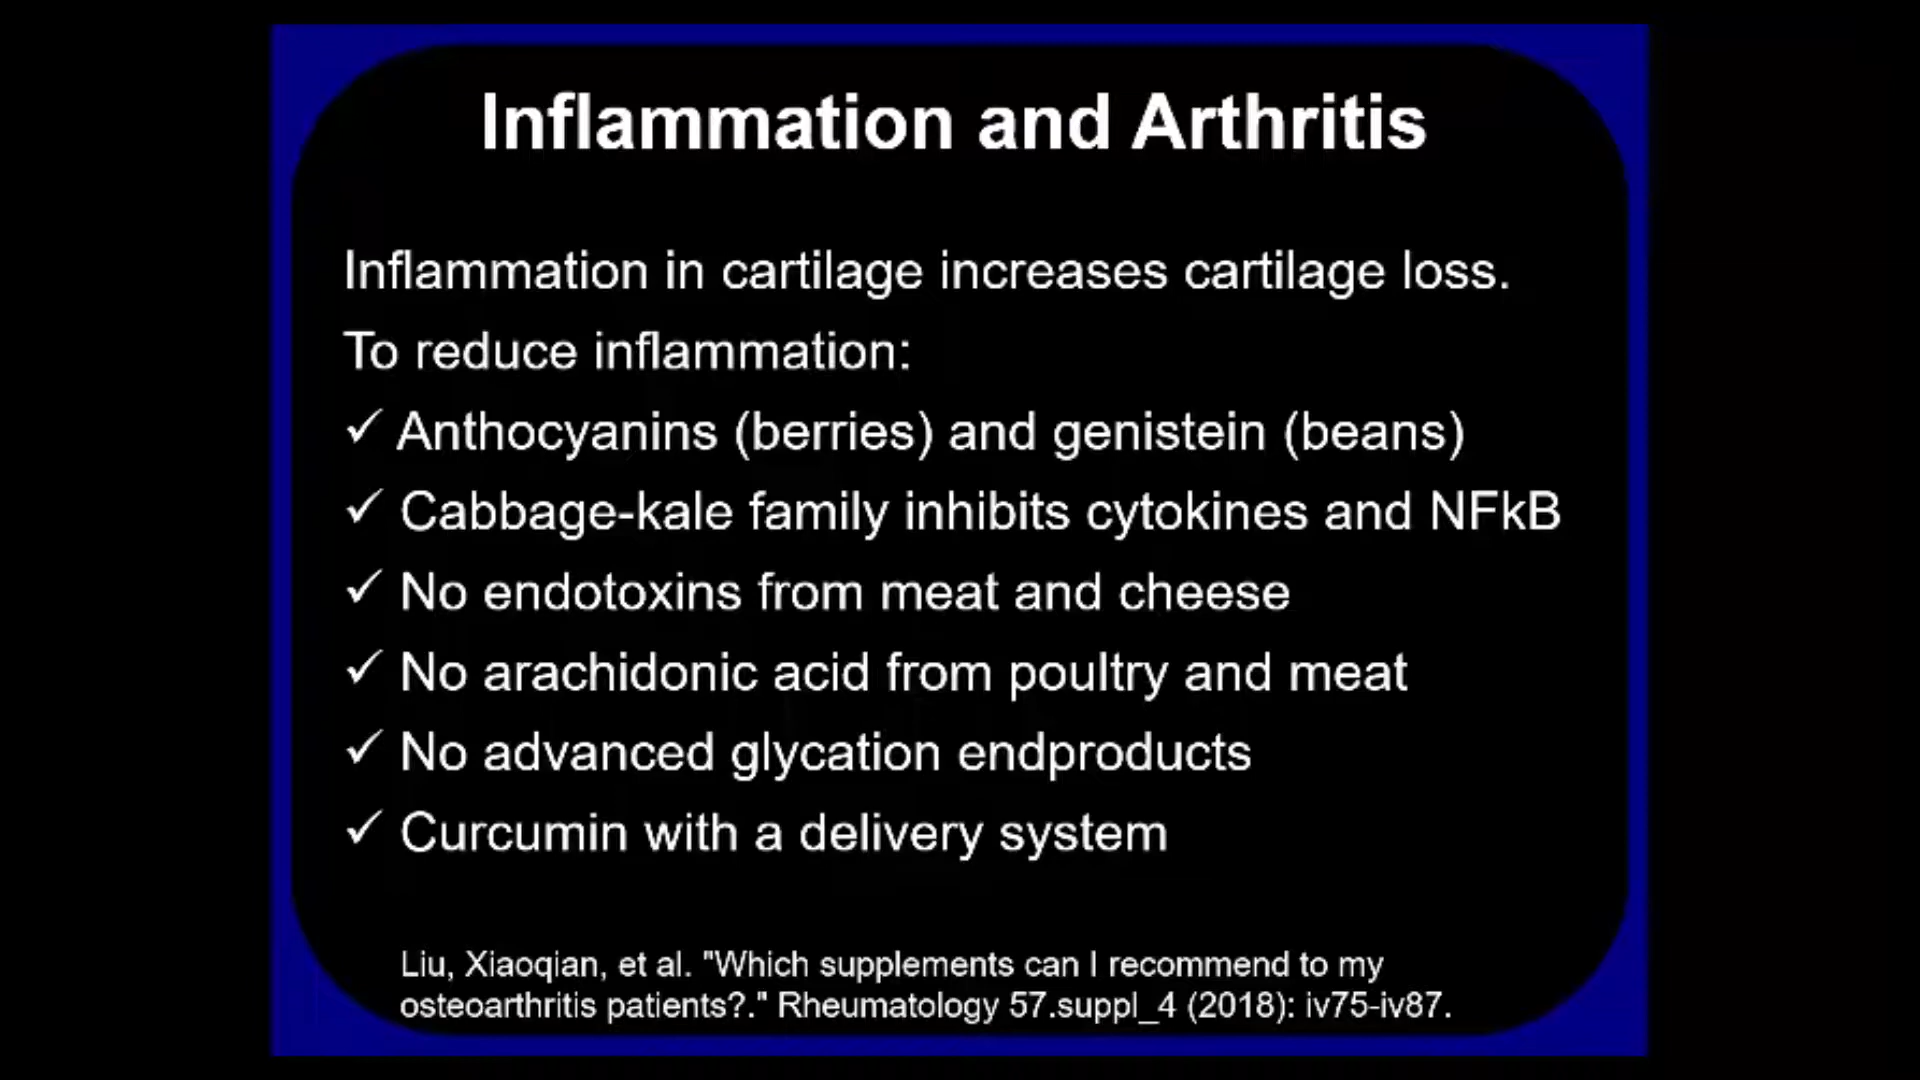 Inflammation and Arthritis
Inflammation in cartilage increases cartilage loss.
To reduce inflammation:
✓ Anthocyanins (berries) and genistein (beans)
✓ Cabbage-kale family inhibits cytokines and NFkB
✓ No endotoxins from meat and cheese
✓ No arachidonic acid from poultry and meat
✓ No advanced glycation endproducts
✓ Curcumin with a delivery system
Liu, Xiaoqian, et al. "Which supplements can I recommend to my
osteoarthritis patients?." Rheumatology 57.suppl_4 (2018): iv75-iv87.